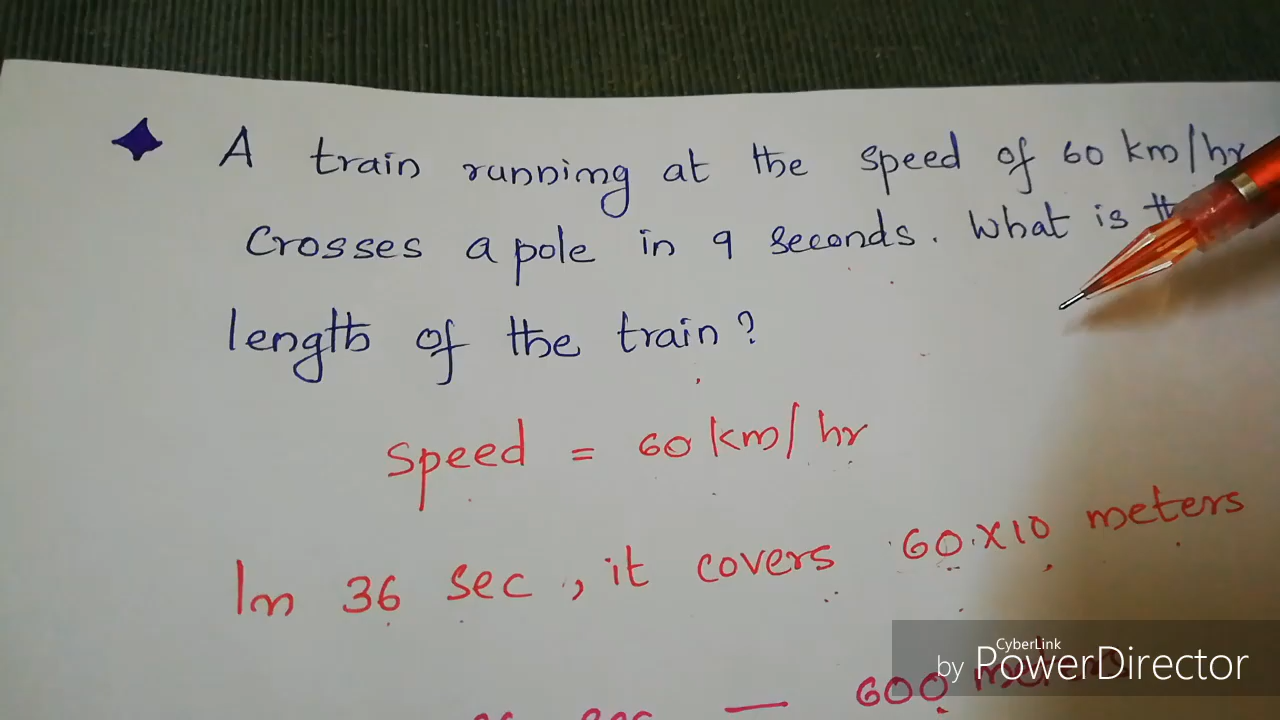 A train running at the speed of 60 km/hr
Crosses a pole in 9 seconds. What is
length of the train?
Speed = 60 km/hr
In 36 sec, it covers 60×10 meters
600
CyberLink
by PowerDirector